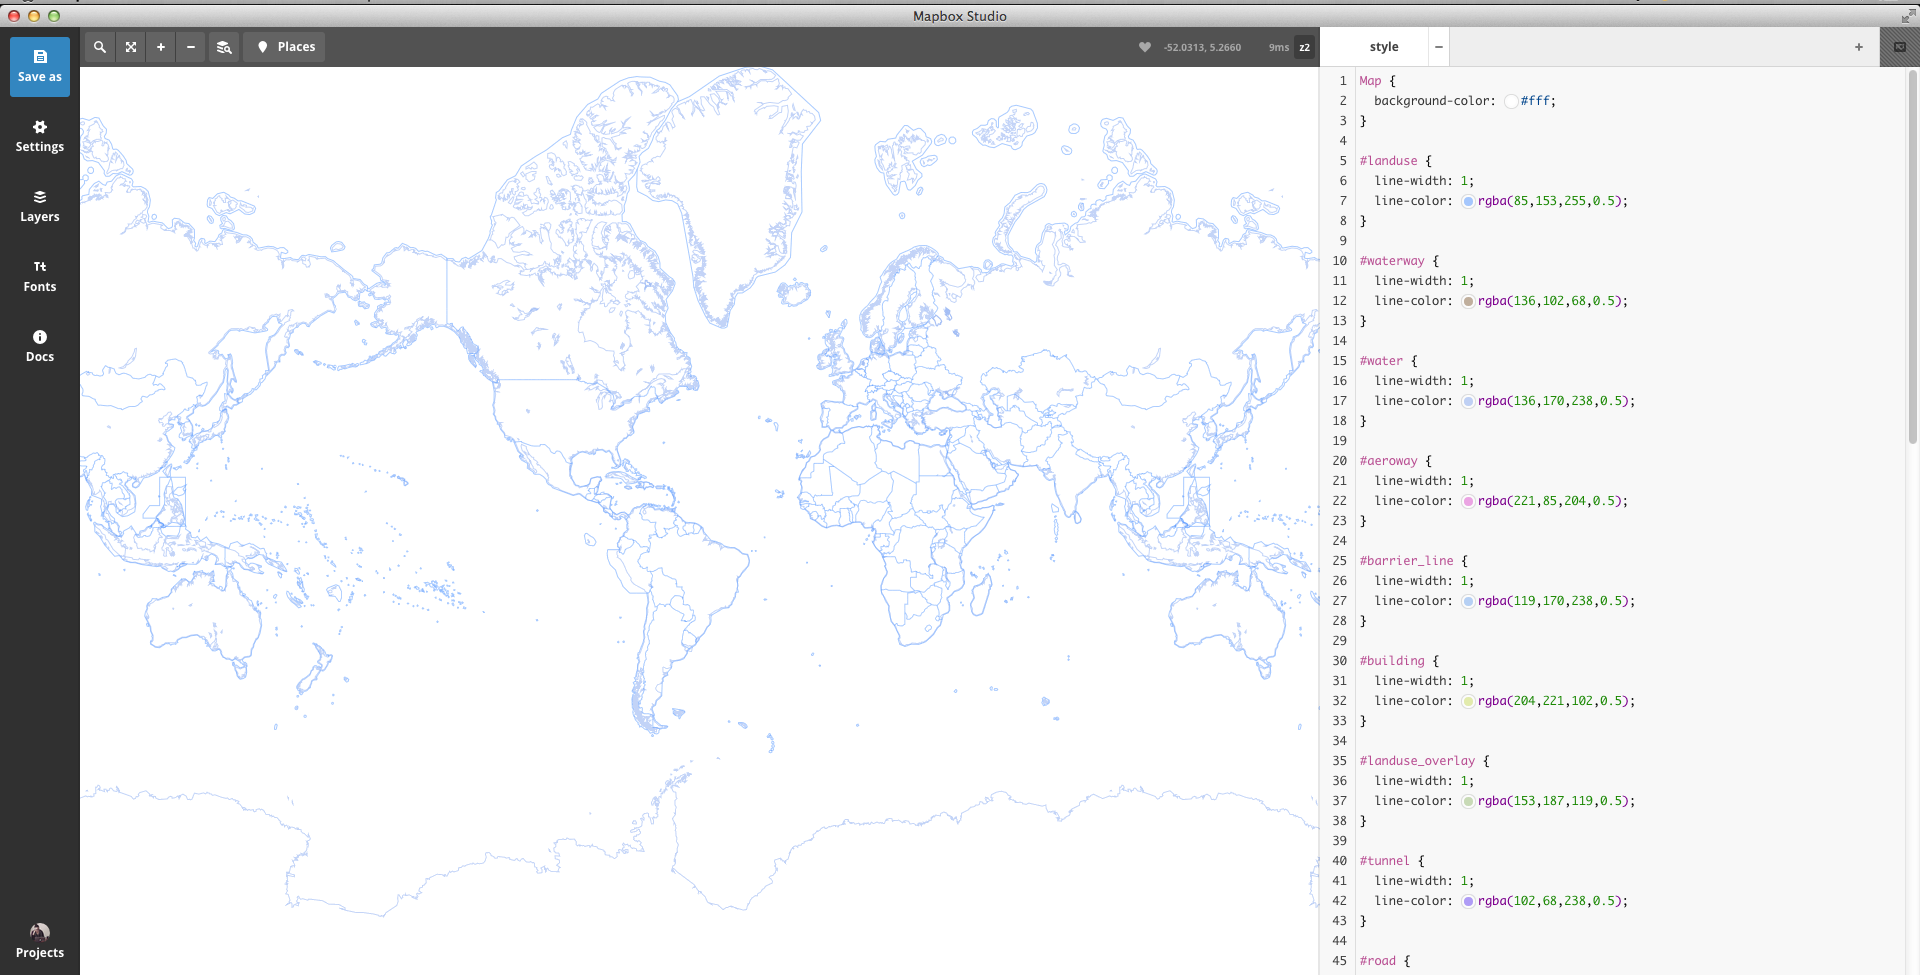 Mapbox Studio
Save as
Settings
Layers
Tt
Fonts
Docs
Projects
Places
-52.0313, 5.2660
9ms
z2
style
1 Map {
2 background-color: #fff;
3 }
4
5 #landuse {
6 line-width: 1;
7 line-color: rgba(85,153,255,0.5);
8 }
9
10 #waterway {
11 line-width: 1;
12 line-color: rgba(136,102,68,0.5);
13 }
14
15 #water {
16 line-width: 1;
17 line-color: rgba(136,170,238,0.5);
18 }
19
20 #aeroway {
21 line-width: 1;
22 line-color: rgba(221,85,204,0.5);
23 }
24
25 #barrier_line {
26 line-width: 1;
27 line-color: rgba(119,170,238,0.5);
28 }
29
30 #building {
31 line-width: 1;
32 line-color: rgba(204,221,102,0.5);
33 }
34
35 #landuse_overlay {
36 line-width: 1;
37 line-color: rgba(153,187,119,0.5);
38 }
39
40 #tunnel {
41 line-width: 1;
42 line-color: rgba(102,68,238,0.5);
43 }
44
45 #road {